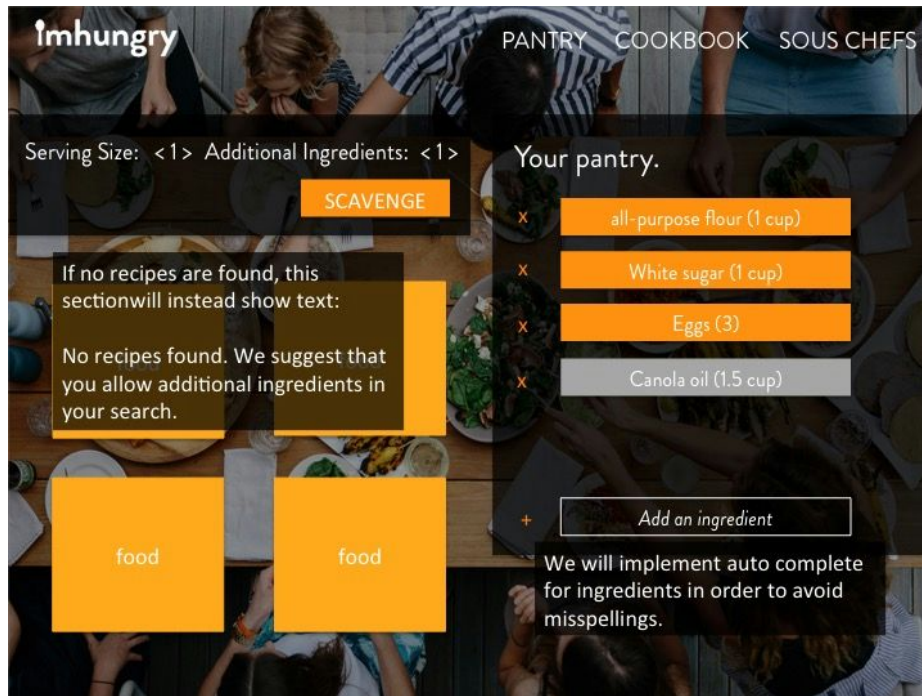 imhungry
PANTRY COOKBOOK SOUS CHEFS
Serving Size: <1> Additional Ingredients: <1>
SCAVENGE
If no recipes are found, this
sectionwill instead show text:
No recipes found. We suggest that
you allow additional ingredients in
your search.
food
food
food
food
Your pantry.
x all-purpose flour (1 cup)
x White sugar (1 cup)
x Eggs (3)
x Canola oil (1.5 cup)
+ Add an ingredient
We will implement auto complete
for ingredients in order to avoid
misspellings.